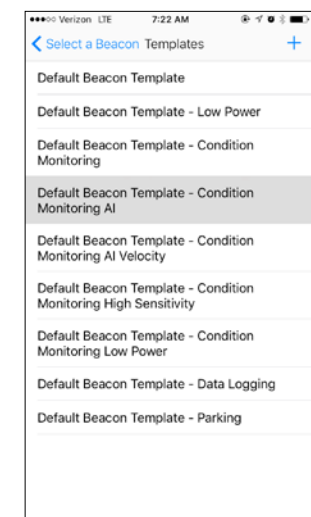 Verizon LTE 7:22 AM
Select a Beacon Templates +
Default Beacon Template
Default Beacon Template - Low Power
Default Beacon Template - Condition
Monitoring
Default Beacon Template - Condition
Monitoring AI
Default Beacon Template - Condition
Monitoring AI Velocity
Default Beacon Template - Condition
Monitoring High Sensitivity
Default Beacon Template - Condition
Monitoring Low Power
Default Beacon Template - Data Logging
Default Beacon Template - Parking